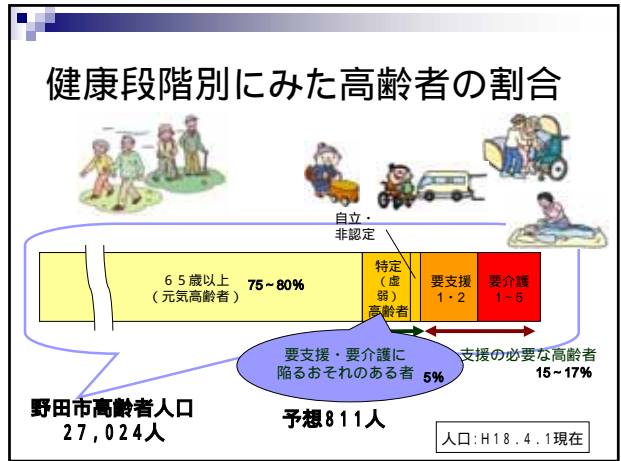 健康段階別にみた高齢者の割合
自立・
非認定
65歳以上
(元気高齢者)
75~80%
特定
(虚
弱)
高齢者
要支援
1・2
要介護
1~5
要支援・要介護に
陥るおそれのある者
5%
支援の必要な高齢者
15~17%
野田市高齢者人口
27,024人
予想811人
人口:H18.4.1現在